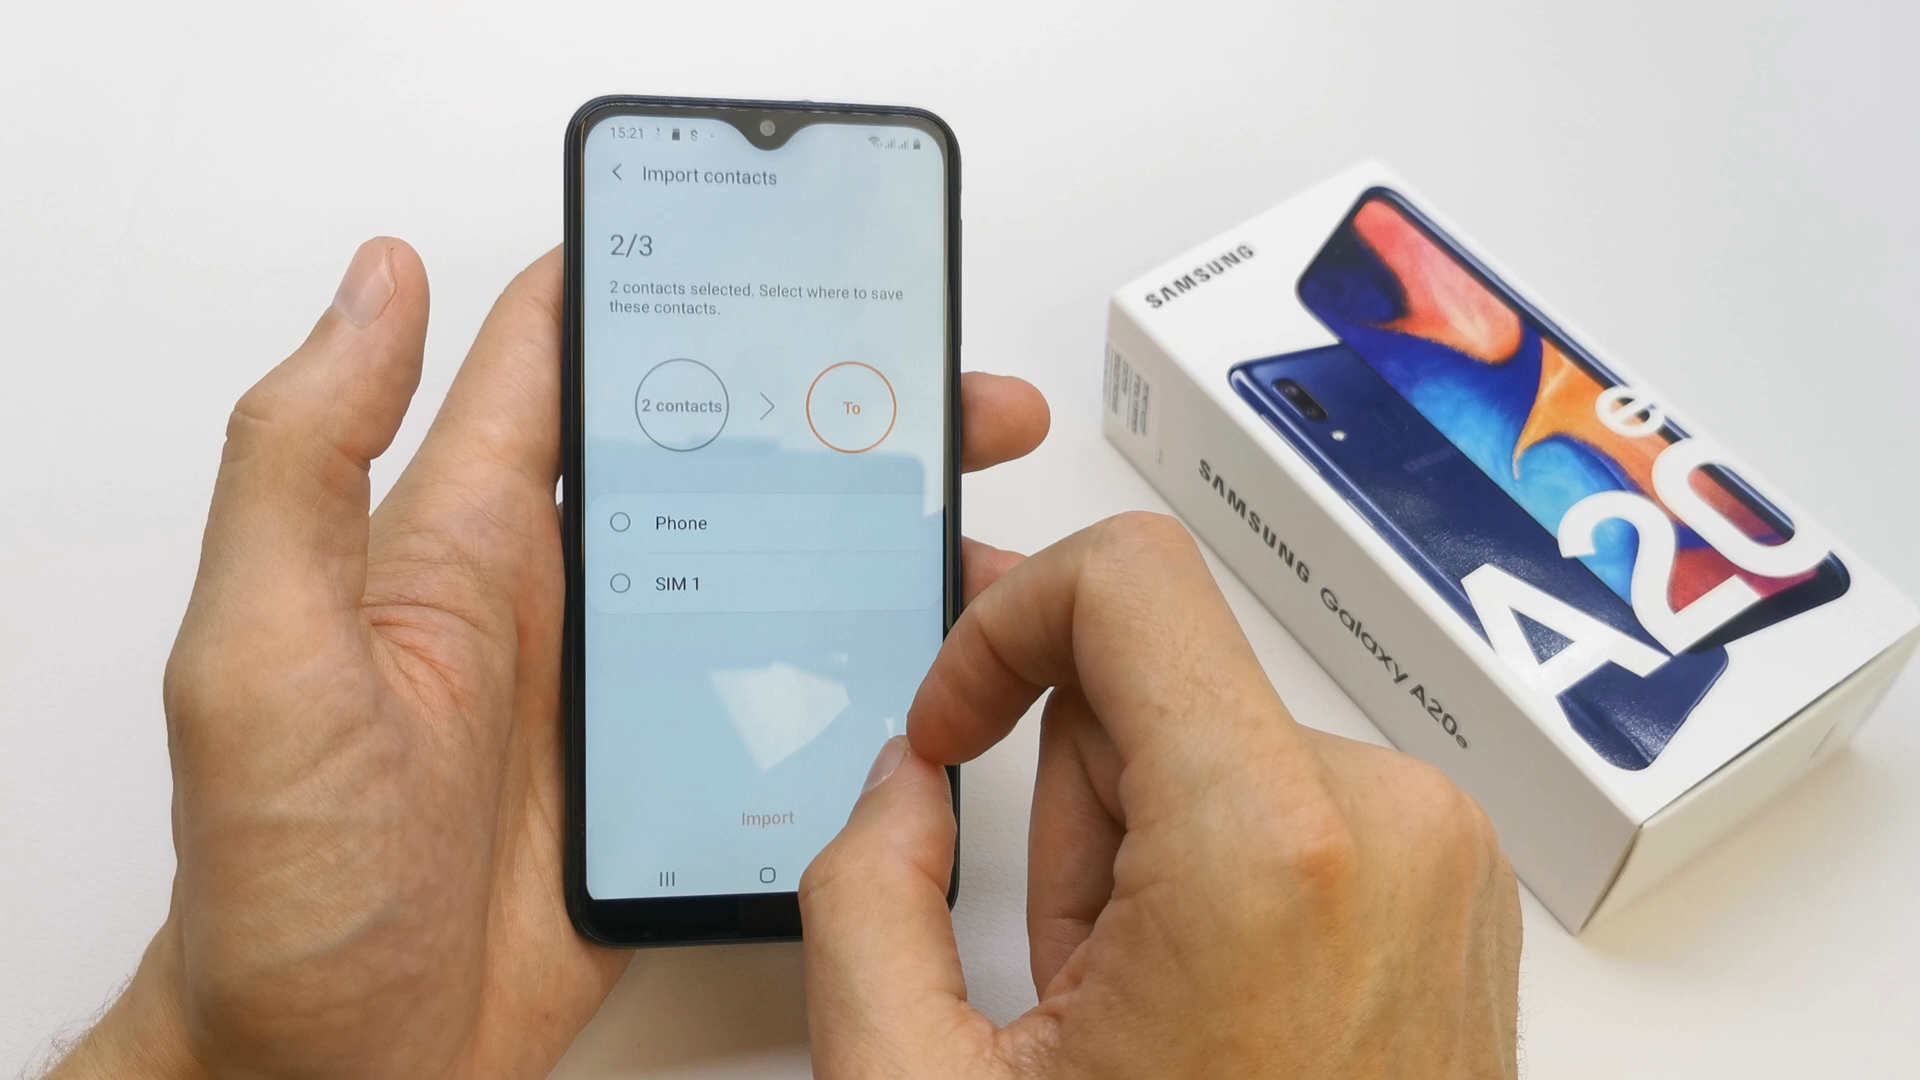 15:21
Import contacts
2/3
2 contacts selected. Select where to save
these contacts.
2 contacts
To
Phone
SIM 1
Import
SAMSUNG
A20e
SAMSUNG Galaxy A20e